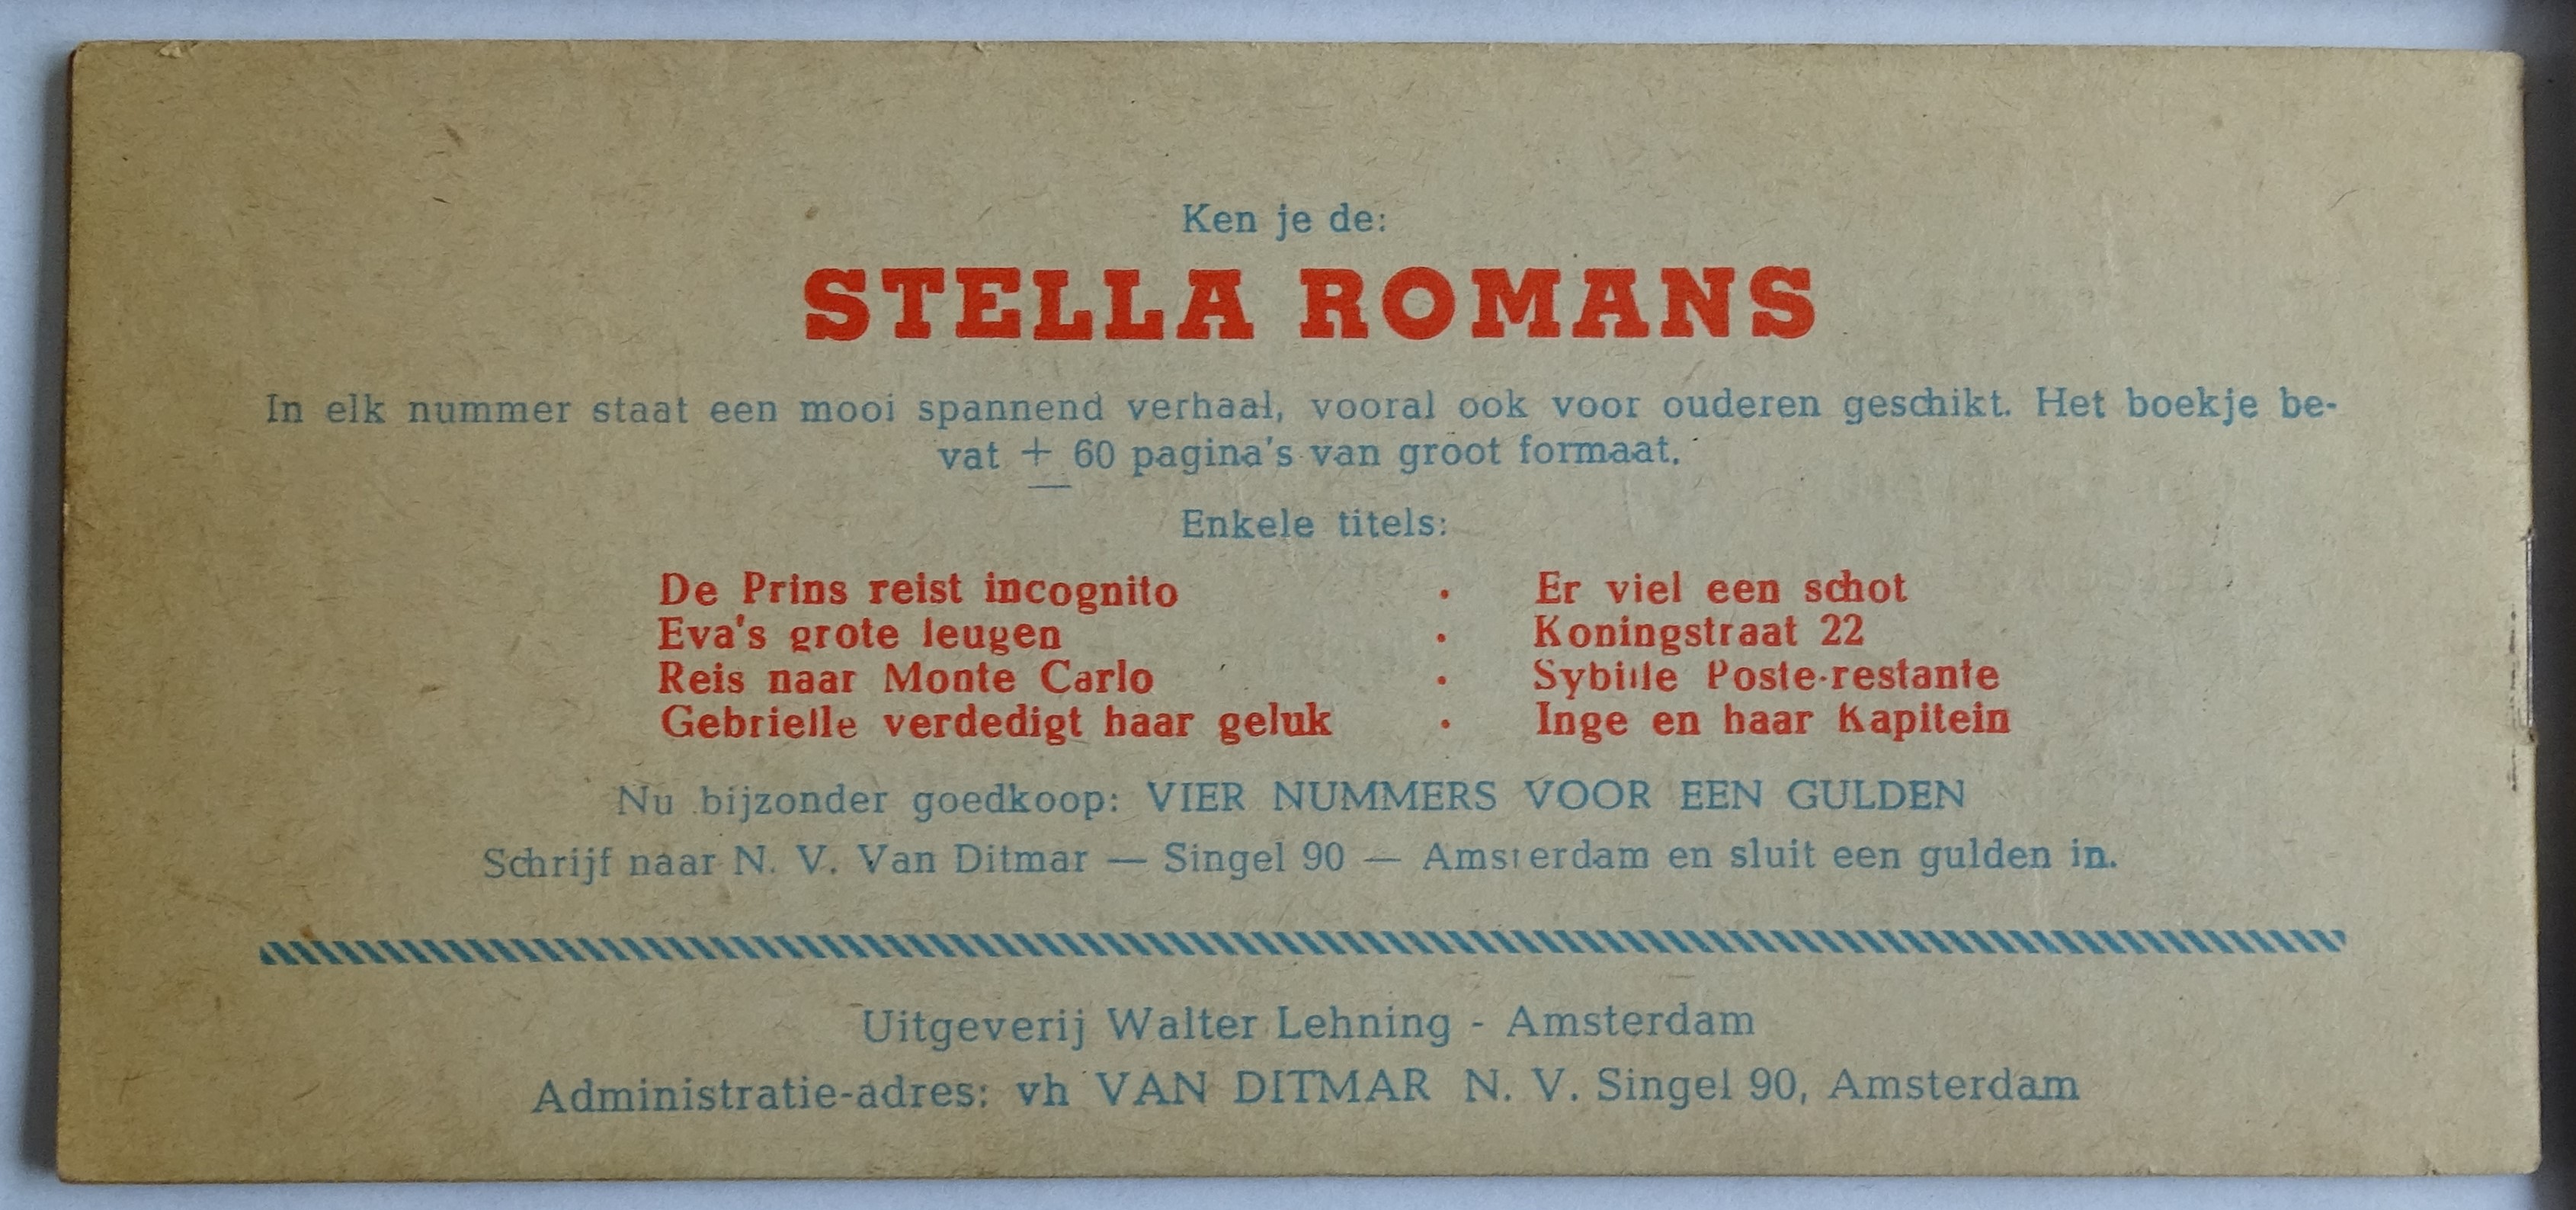 Ken je de:
STELLA ROMANS
In elk nummer staat een mooi spannend verhaal, vooral ook voor ouderen geschikt. Het boekje be-
vat ± 60 pagina's van groot formaat.
Enkele titels:
De Prins reist incognito . Er viel een schot
Eva's grote leugen . Koningstraat 22
Reis naar Monte Carlo . Sybille Poste-restante
Gebrielle verdedigt haar geluk . Inge en haar Kapitein
Nu bijzonder goedkoop: VIER NUMMERS VOOR EEN GULDEN
Schrijf naar N. V. Van Ditmar — Singel 90 — Amsterdam en sluit een gulden in.
Uitgeverij Walter Lehning - Amsterdam
Administratie-adres: vh VAN DITMAR N. V. Singel 90, Amsterdam